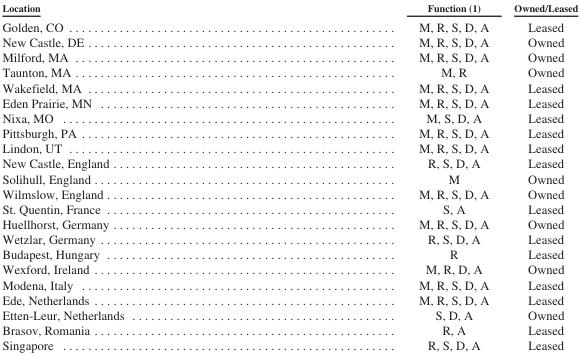 Location Function (1) Owned/Leased
Golden, CO M, R, S, D, A Leased
New Castle, DE M, R, S, D, A Owned
Milford, MA M, R, S, D, A Owned
Taunton, MA M, R Owned
Wakefield, MA M, R, S, D, A Leased
Eden Prairie, MN M, R, S, D, A Leased
Nixa, MO M, S, D, A Leased
Pittsburgh, PA M, R, S, D, A Leased
Lindon, UT M, R, S, D, A Leased
New Castle, England R, S, D, A Leased
Solihull, England M Owned
Wilmslow, England M, R, S, D, A Owned
St. Quentin, France S, A Leased
Huellhorst, Germany M, R, S, D, A Owned
Wetzlar, Germany R, S, D, A Leased
Budapest, Hungary R Leased
Wexford, Ireland M, R, D, A Owned
Modena, Italy M, R, S, D, A Leased
Ede, Netherlands M, R, S, D, A Leased
Etten-Leur, Netherlands S, D, A Owned
Brasov, Romania R, A Leased
Singapore R, S, D, A Leased